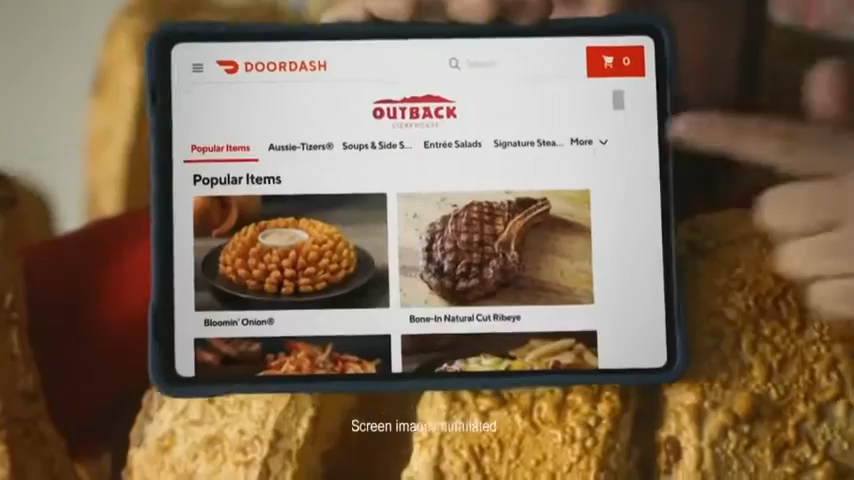 DOORDASH
Search
0
OUTBACK
STEAKHOUSE
Popular Items
Aussie-Tizers®
Soups & Side S...
Entrée Salads
Signature Stea...
More
Popular Items
Bloomin' Onion®
Bone-In Natural Cut Ribeye
Screen images simulated